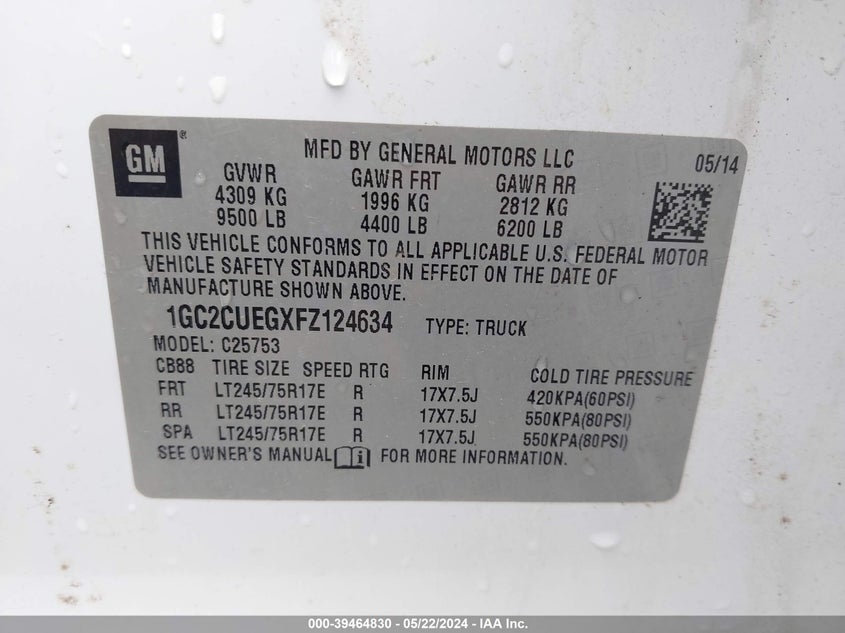 GM ®
MFD BY GENERAL MOTORS LLC 05/14
GVWR GAWR FRT GAWR RR
4309 KG 1996 KG 2812 KG
9500 LB 4400 LB 6200 LB
THIS VEHICLE CONFORMS TO ALL APPLICABLE U.S. FEDERAL MOTOR
VEHICLE SAFETY STANDARDS IN EFFECT ON THE DATE OF
MANUFACTURE SHOWN ABOVE.
1GC2CUEGXFZ124634 TYPE: TRUCK
MODEL: C25753
CB88 TIRE SIZE SPEED RTG RIM COLD TIRE PRESSURE
FRT LT245/75R17E R 17X7.5J 420KPA(60PSI)
RR LT245/75R17E R 17X7.5J 550KPA(80PSI)
SPA LT245/75R17E R 17X7.5J 550KPA(80PSI)
SEE OWNER'S MANUAL i FOR MORE INFORMATION.
000-39464830 - 05/22/2024 - IAA Inc.